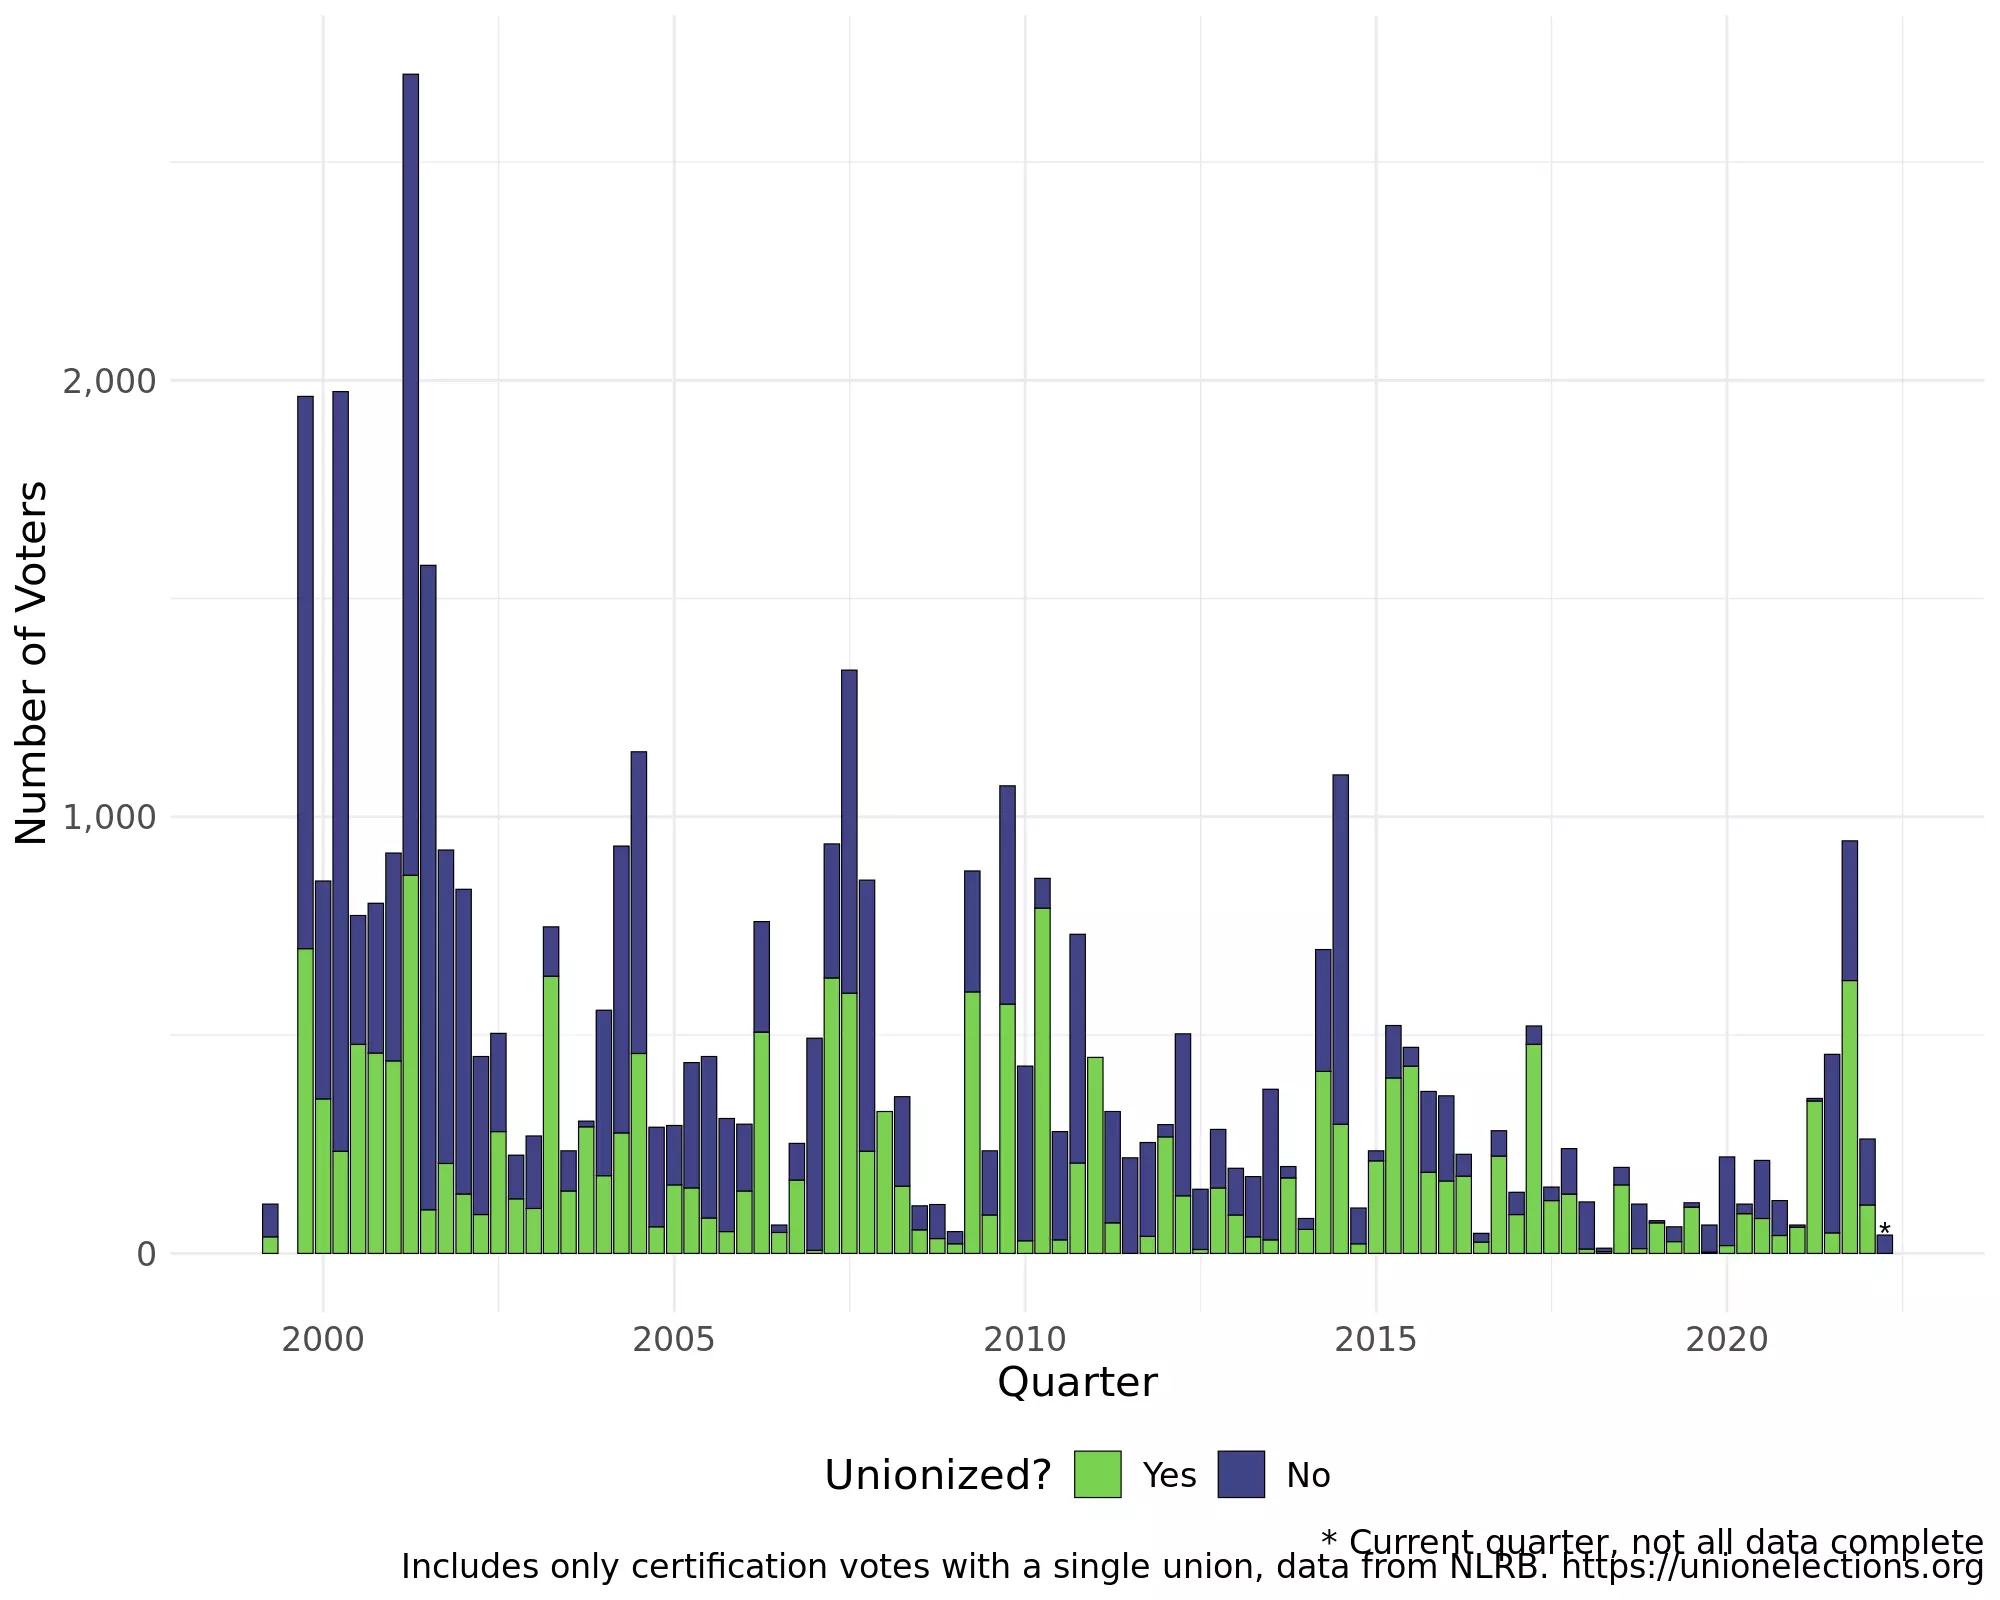 Number of Voters
2,000
1,000
0
*
2000 2005 2010 2015 2020
Quarter
Unionized? Yes No
* Current quarter, not all data complete
Includes only certification votes with a single union, data from NLRB. https://unionelections.org